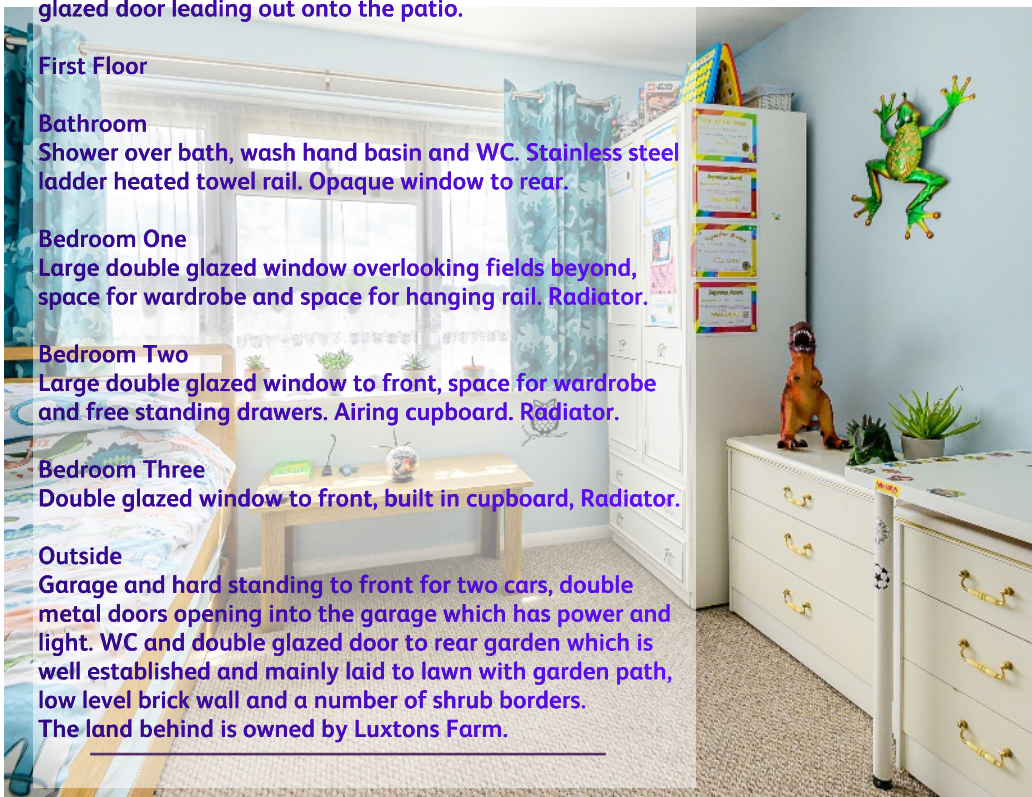 glazed door leading out onto the patio.
First Floor
Bathroom
Shower over bath, wash hand basin and WC. Stainless steel
ladder heated towel rail. Opaque window to rear.
Bedroom One
Large double glazed window overlooking fields beyond,
space for wardrobe and space for hanging rail. Radiator.
Bedroom Two
Large double glazed window to front, space for wardrobe
and free standing drawers. Airing cupboard. Radiator.
Bedroom Three
Double glazed window to front, built in cupboard, Radiator.
Outside
Garage and hard standing to front for two cars, double
metal doors opening into the garage which has power and
light. WC and double glazed door to rear garden which is
well established and mainly laid to lawn with garden path,
low level brick wall and a number of shrub borders.
The land behind is owned by Luxtons Farm.